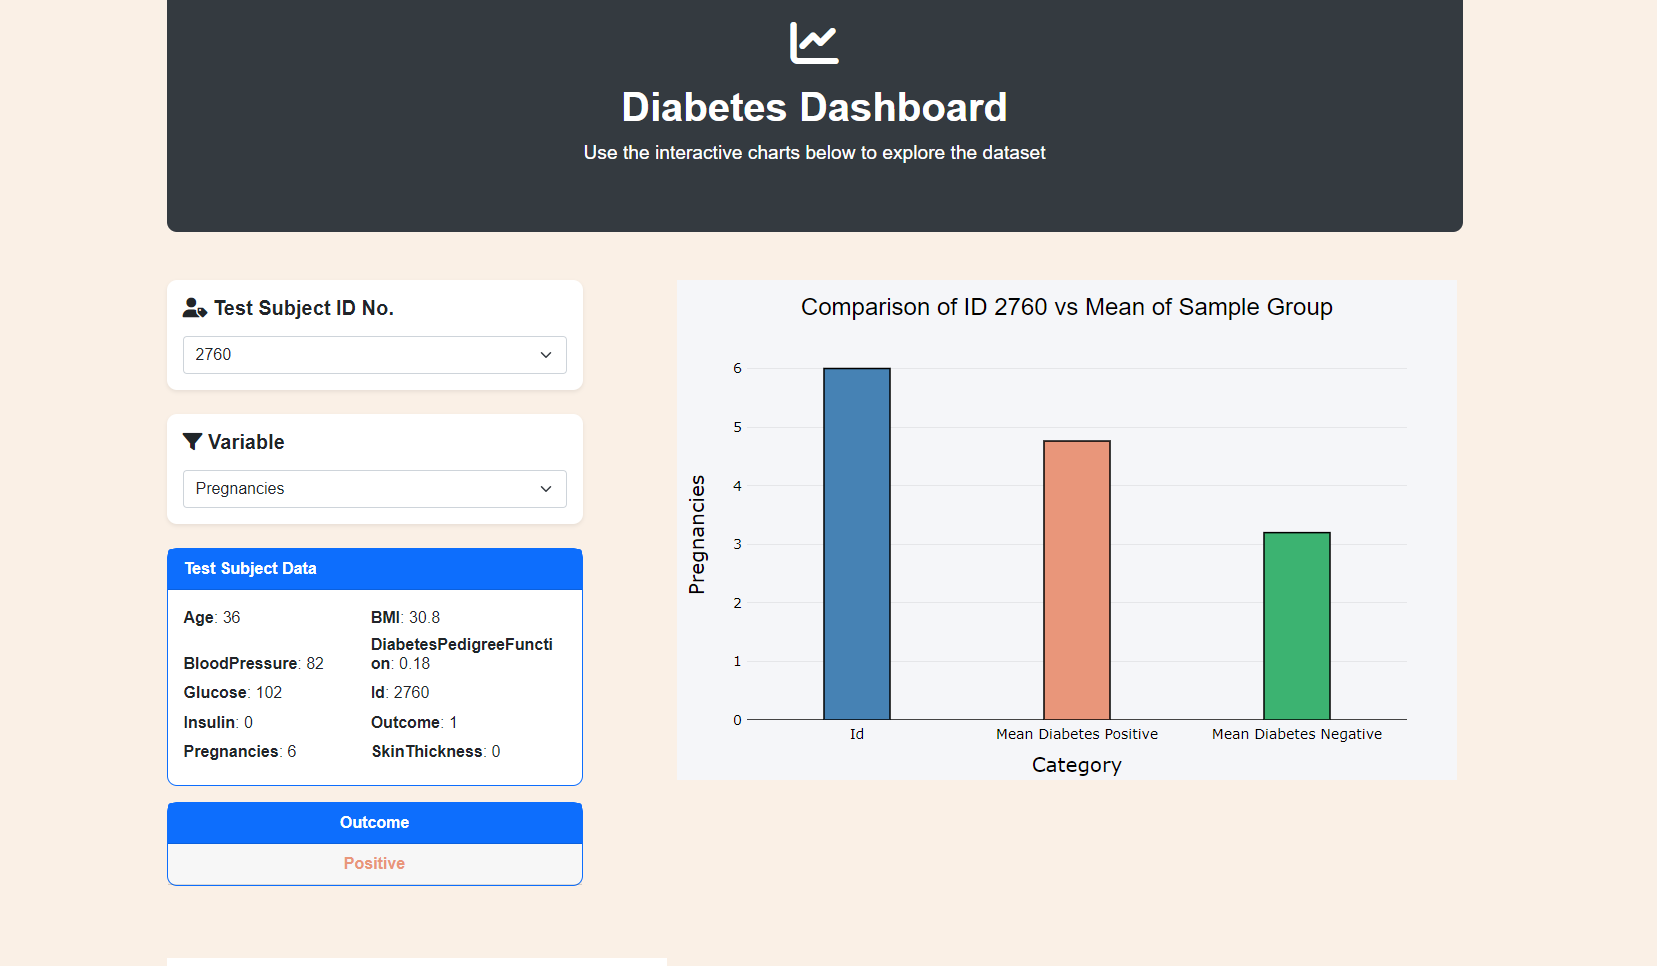 Diabetes Dashboard
Use the interactive charts below to explore the dataset
Test Subject ID No.
2760
Variable
Pregnancies
Test Subject Data
Age: 36
BMI: 30.8
BloodPressure: 82
DiabetesPedigreeFuncti
on: 0.18
Glucose: 102
Id: 2760
Insulin: 0
Outcome: 1
Pregnancies: 6
SkinThickness: 0
Outcome
Positive
Comparison of ID 2760 vs Mean of Sample Group
6
5
4
3
2
1
0
Pregnancies
Id
Mean Diabetes Positive
Mean Diabetes Negative
Category